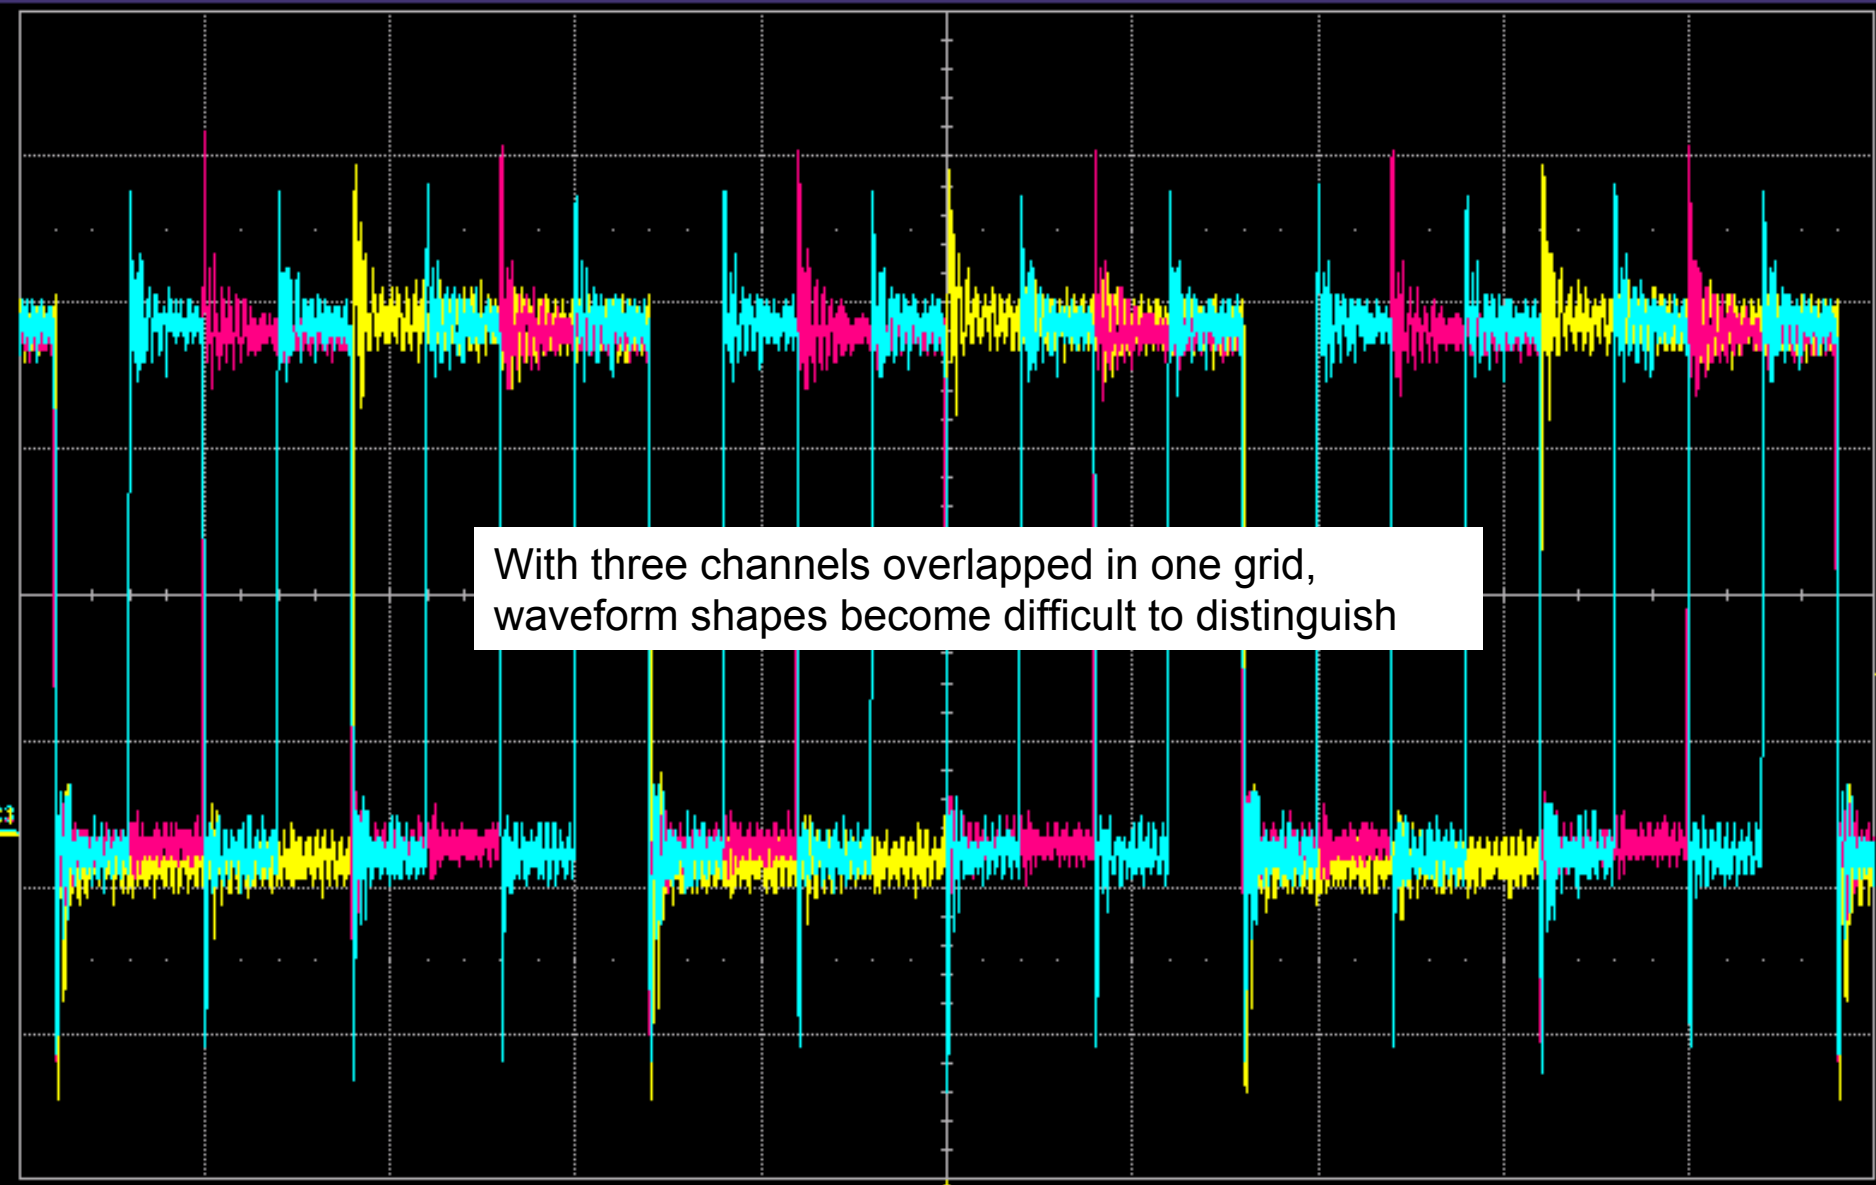 With three channels overlapped in one grid,
waveform shapes become difficult to distinguish